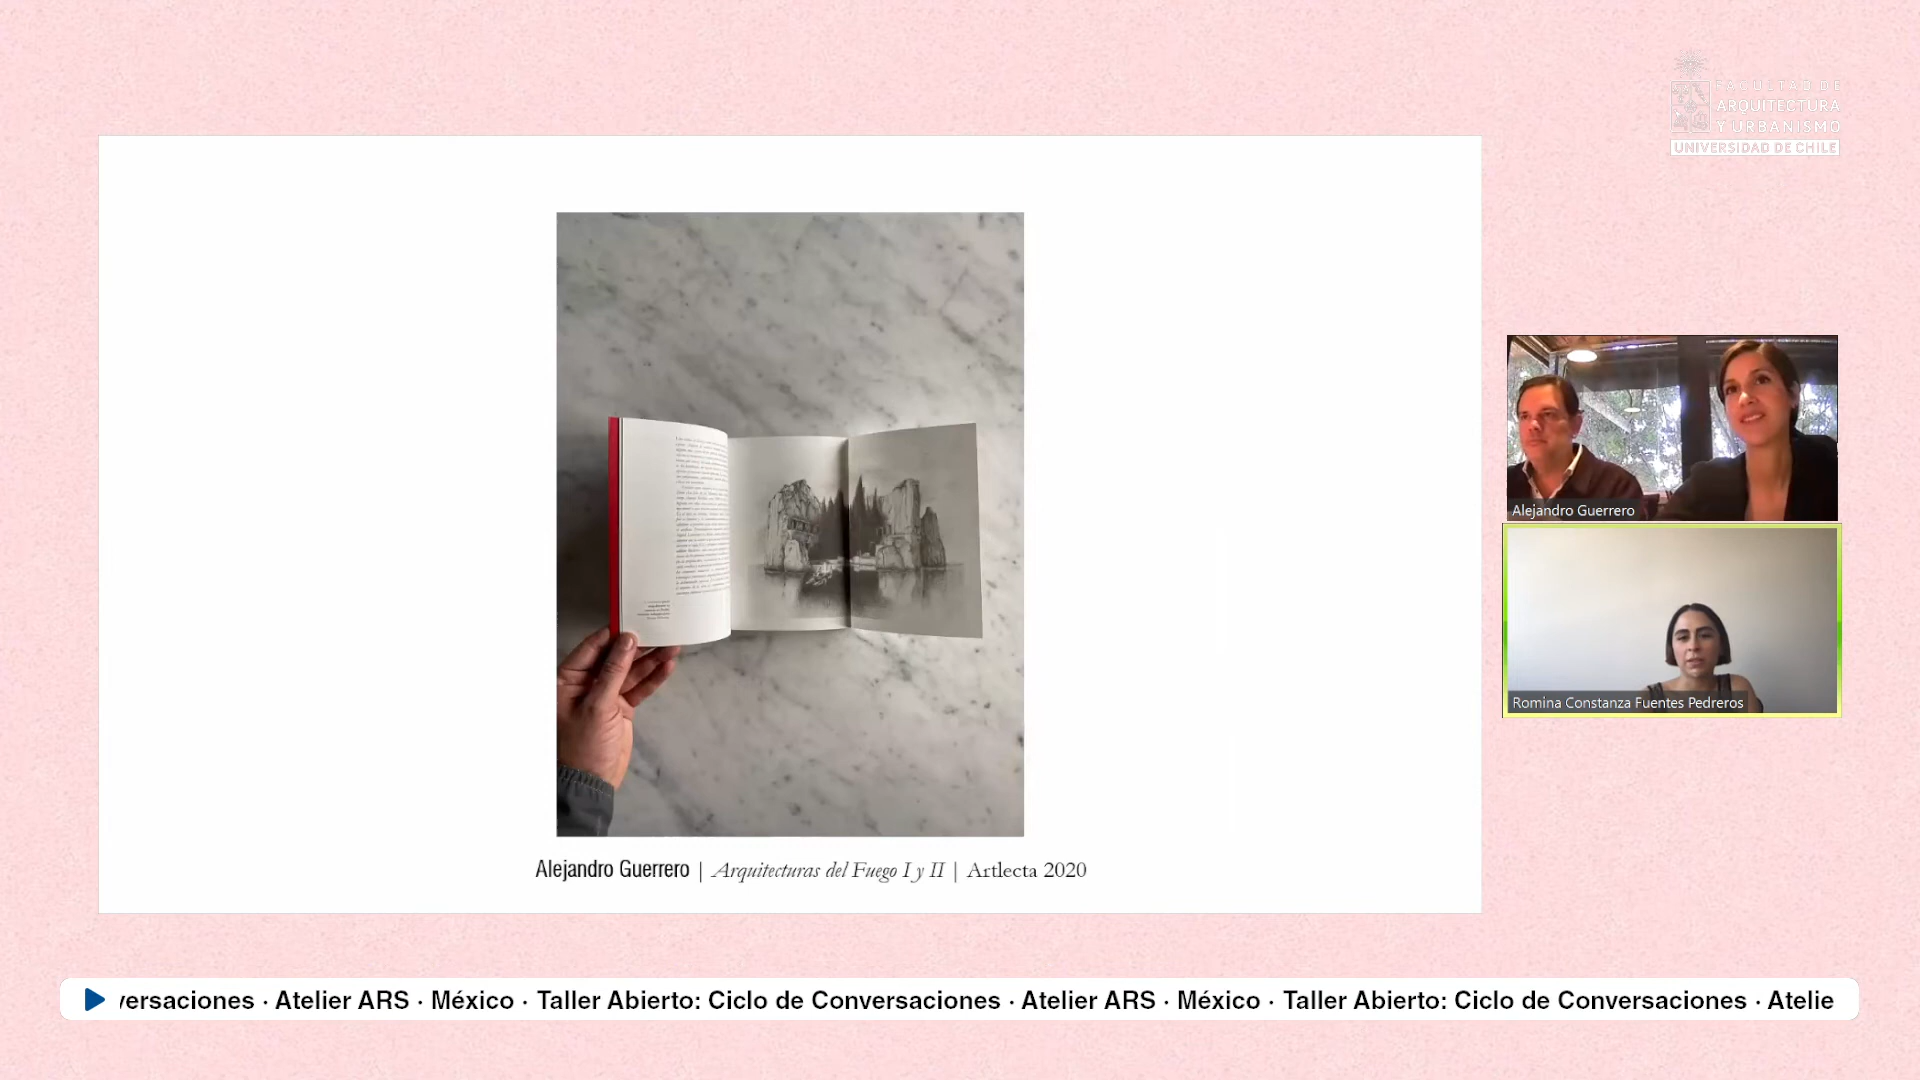 FACULTAD DE
ARQUITECTURA
Y URBANISMO
UNIVERSIDAD DE CHILE
Alejandro Guerrero
Romina Constanza Fuentes Pedreros
Alejandro Guerrero | Arquitecturas del Fuego I y II | Artlecta 2020
versaciones · Atelier ARS · México · Taller Abierto: Ciclo de Conversaciones · Atelier ARS · México · Taller Abierto: Ciclo de Conversaciones · Atelie